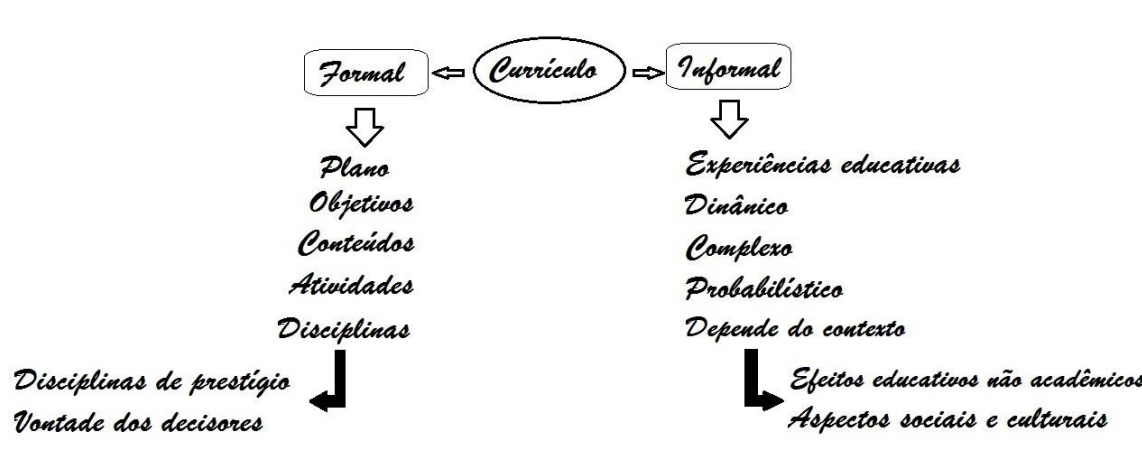 Formal
Currículo
Informal
Plano
Objetivos
Conteúdos
Atividades
Disciplinas
Disciplinas de prestígio
Vontade dos decisores
Experiências educativas
Dinânico
Complexo
Probabilístico
Depende do contexto
Efeitos educativos não acadêmicos
Aspectos sociais e culturais